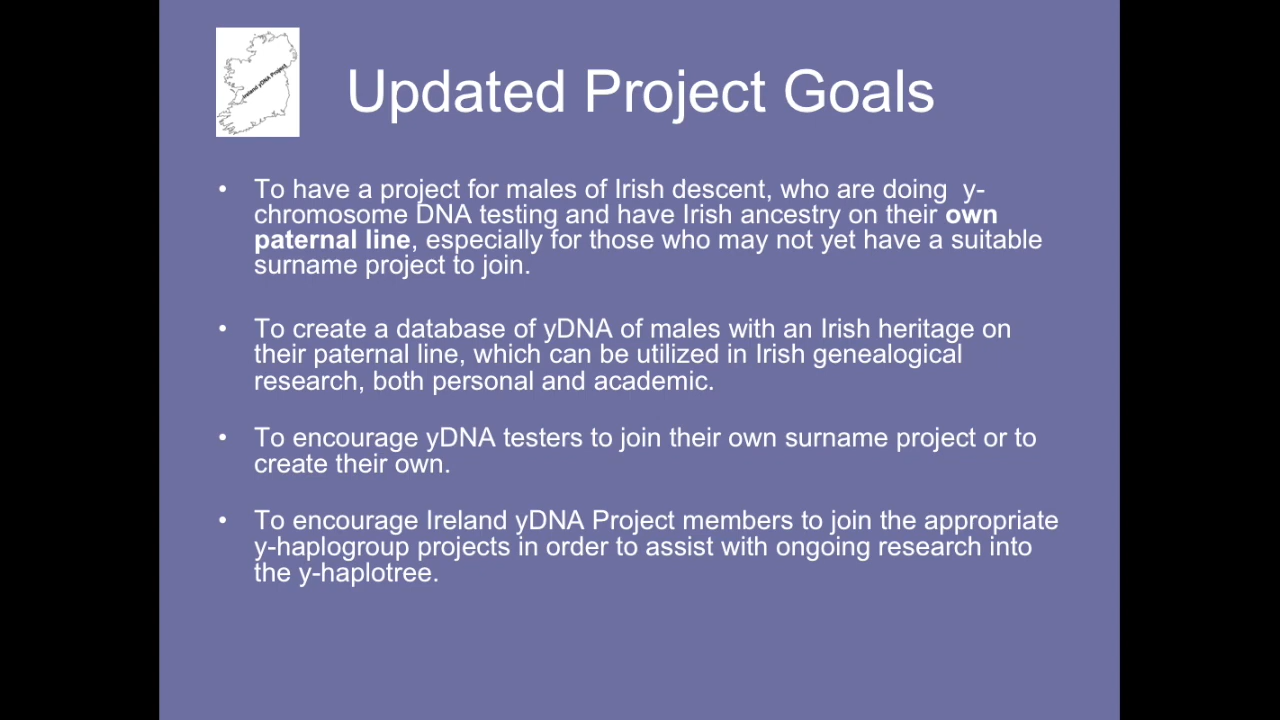 Ireland yDNA Project
Updated Project Goals
• To have a project for males of Irish descent, who are doing  y-
chromosome DNA testing and have Irish ancestry on their own
paternal line, especially for those who may not yet have a suitable
surname project to join.
• To create a database of yDNA of males with an Irish heritage on
their paternal line, which can be utilized in Irish genealogical
research, both personal and academic.
• To encourage yDNA testers to join their own surname project or to
create their own.
• To encourage Ireland yDNA Project members to join the appropriate
y-haplogroup projects in order to assist with ongoing research into
the y-haplotree.